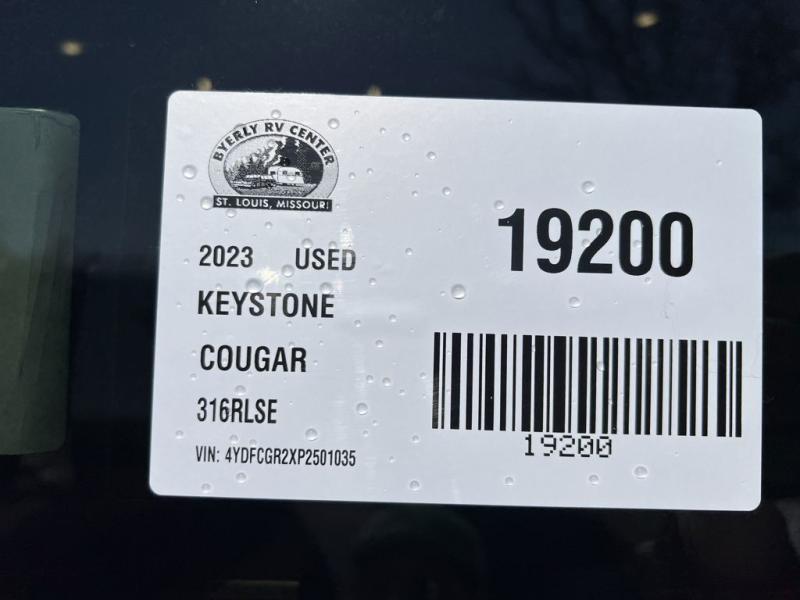 BYERLY RV CENTER
ST. LOUIS, MISSOURI
2023 USED
KEYSTONE
COUGAR
316RLSE
VIN: 4YDFCGR2XP2501035
19200
19200